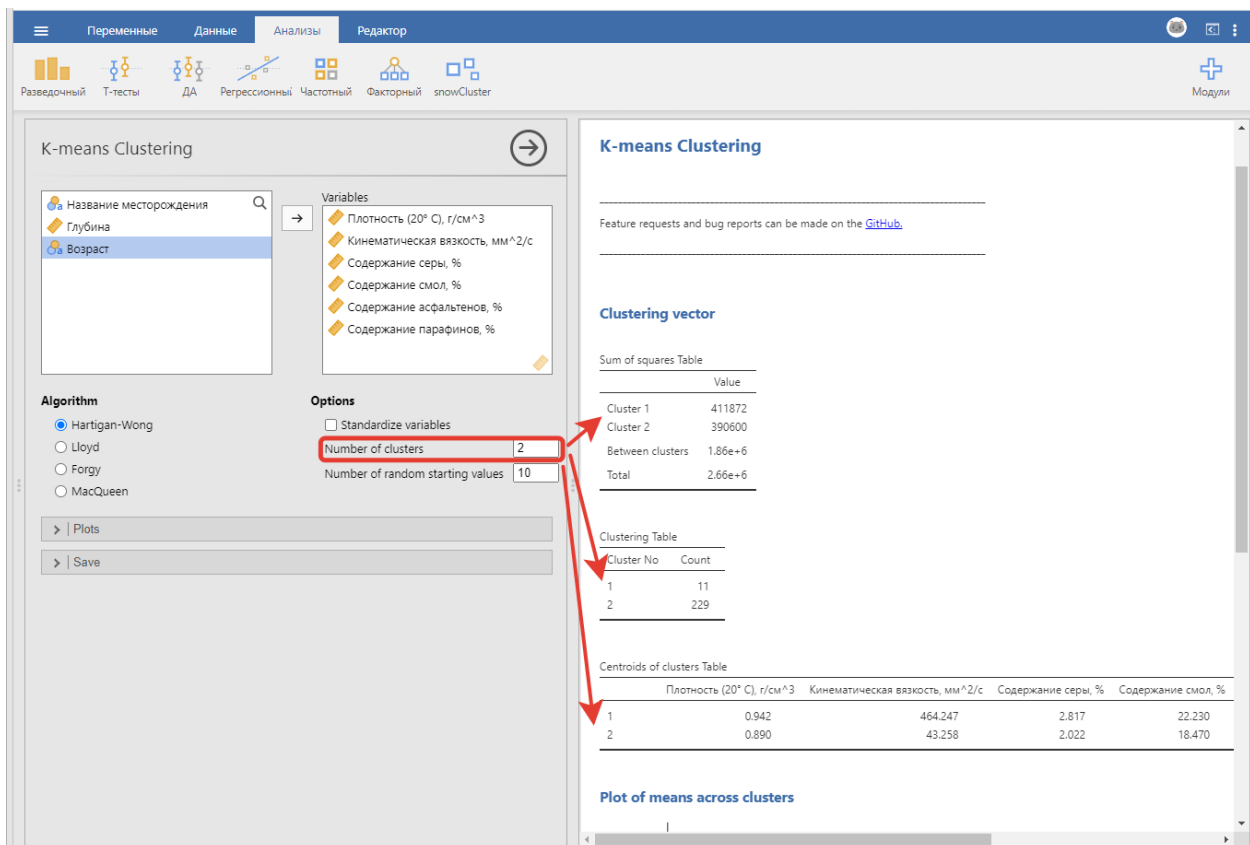 Переменные Данные Анализы Редактор
Разведочный Т-тесты ДА Регрессионный Частотный Факторный snowCluster Модули
K-means Clustering
Название месторождения
Глубина
Возраст
Variables
Плотность (20° C), г/см^3
Кинематическая вязкость, мм^2/с
Содержание серы, %
Содержание смол, %
Содержание асфальтенов, %
Содержание парафинов, %
Algorithm
Hartigan-Wong
Lloyd
Forgy
MacQueen
Options
Standardize variables
Number of clusters 2
Number of random starting values 10
Plots
Save
K-means Clustering
Feature requests and bug reports can be made on the GitHub.
Clustering vector
Sum of squares Table
Value
Cluster 1 411872
Cluster 2 390600
Between clusters 1.86e+6
Total 2.66e+6
Clustering Table
Cluster No Count
1 11
2 229
Centroids of clusters Table
Плотность (20° C), г/см^3 Кинематическая вязкость, мм^2/с Содержание серы, % Содержание смол, %
1 0.942 464.247 2.817 22.230
2 0.890 43.258 2.022 18.470
Plot of means across clusters